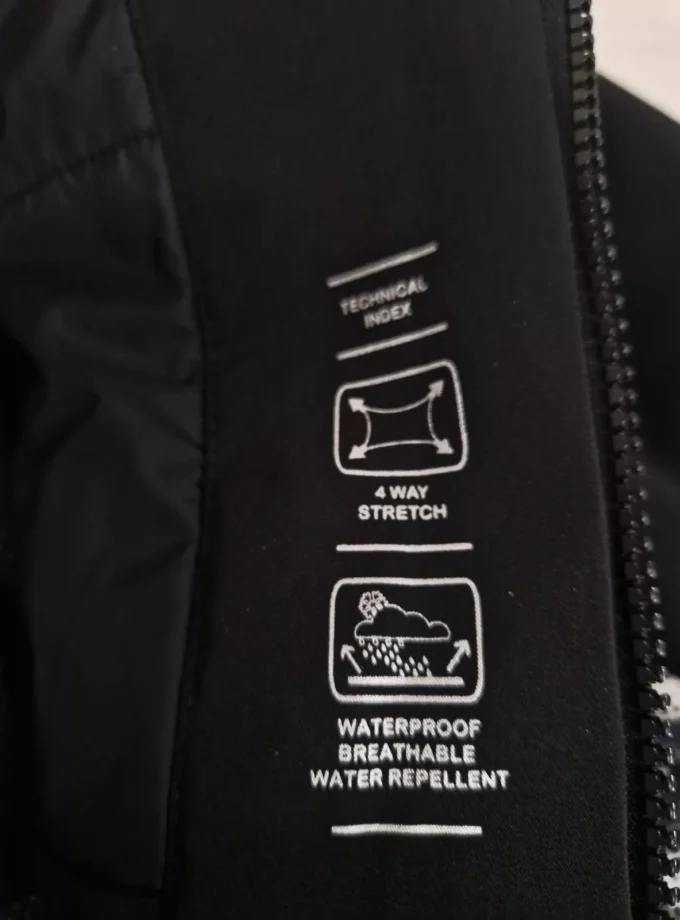 TECHNICAL
INDEX
4 WAY
STRETCH
WATERPROOF
BREATHABLE
WATER REPELLENT